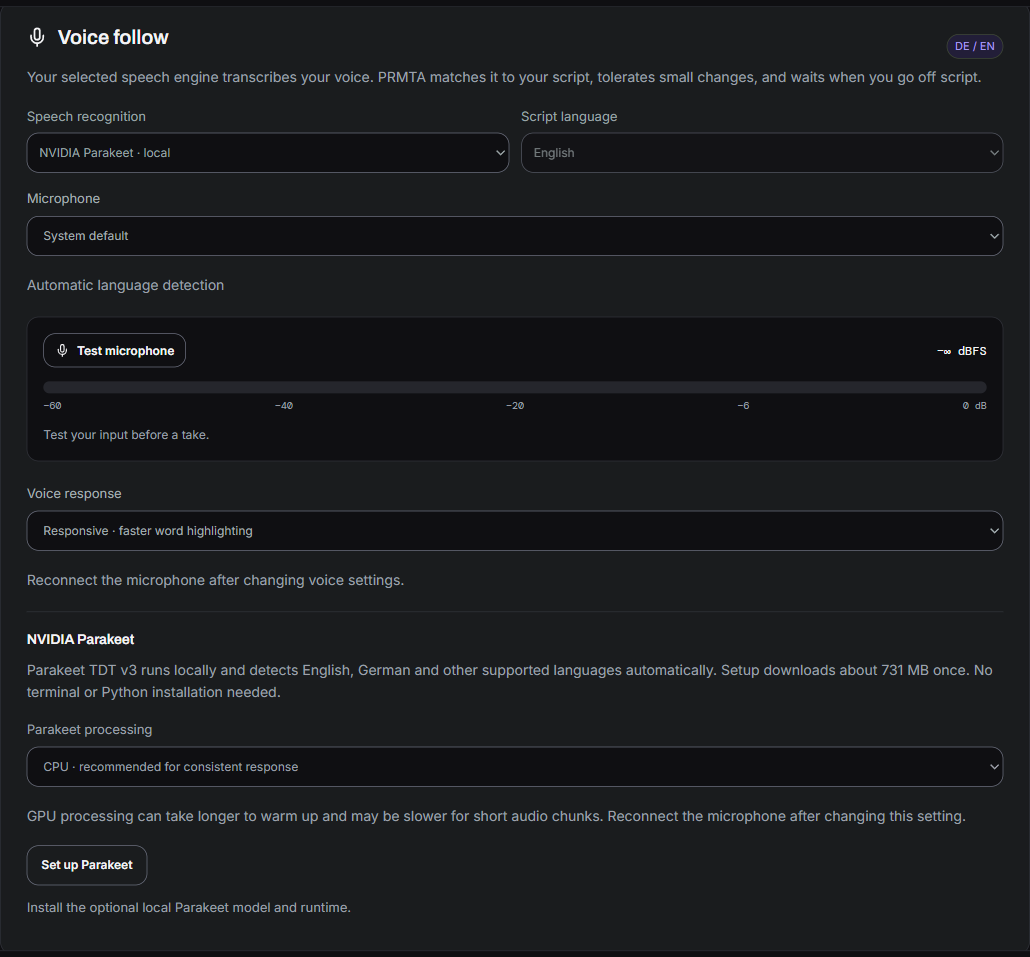 Voice follow
DE / EN
Your selected speech engine transcribes your voice. PRMTA matches it to your script, tolerates small changes, and waits when you go off script.
Speech recognition
Script language
NVIDIA Parakeet · local
English
Microphone
System default
Automatic language detection
Test microphone
−∞ dBFS
−60
−40
−20
−6
0 dB
Test your input before a take.
Voice response
Responsive · faster word highlighting
Reconnect the microphone after changing voice settings.
NVIDIA Parakeet
Parakeet TDT v3 runs locally and detects English, German and other supported languages automatically. Setup downloads about 731 MB once. No
terminal or Python installation needed.
Parakeet processing
CPU · recommended for consistent response
GPU processing can take longer to warm up and may be slower for short audio chunks. Reconnect the microphone after changing this setting.
Set up Parakeet
Install the optional local Parakeet model and runtime.